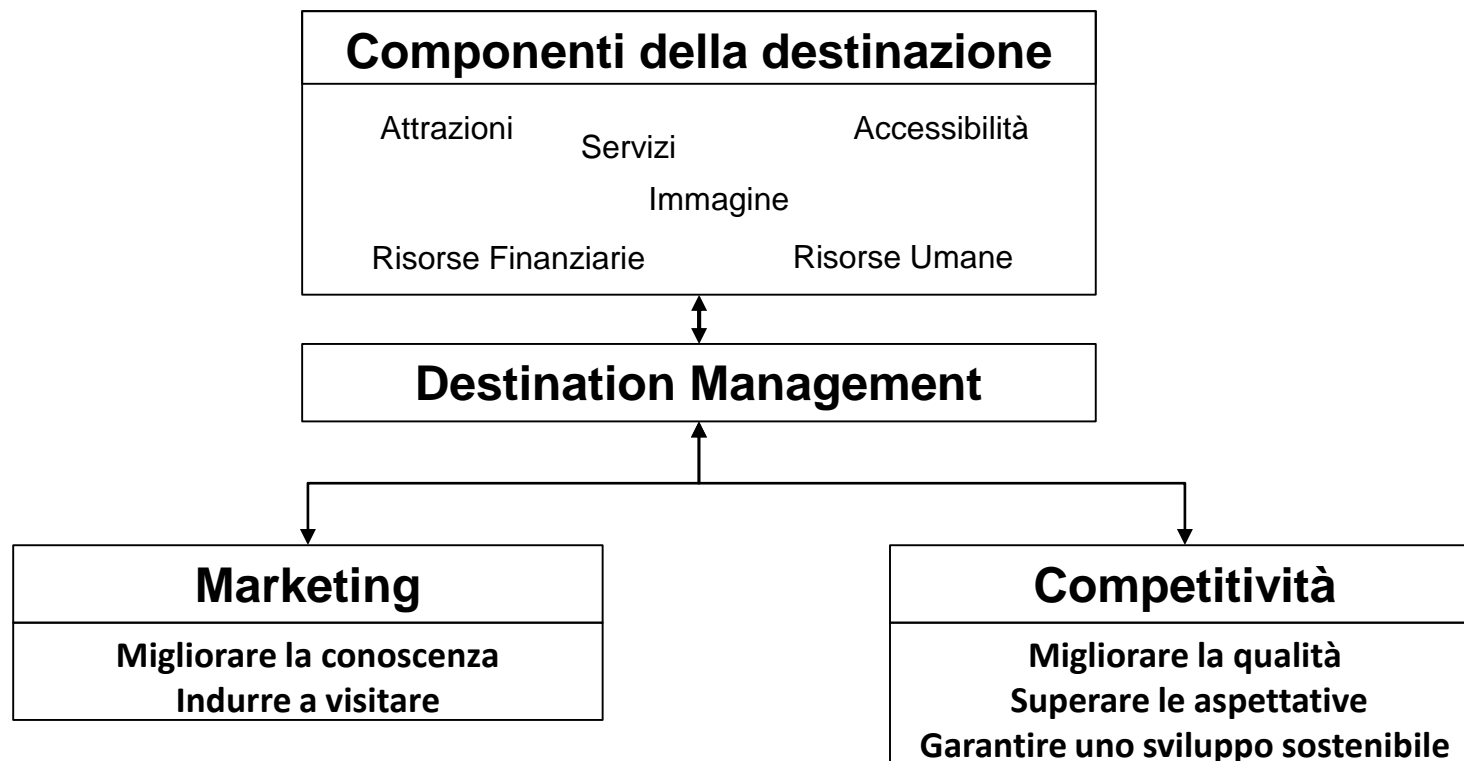 Componenti della destinazione
Attrazioni
Servizi
Accessibilità
Immagine
Risorse Finanziarie
Risorse Umane
Destination Management
Marketing
Migliorare la conoscenza
Indurre a visitare
Competitività
Migliorare la qualità
Superare le aspettative
Garantire uno sviluppo sostenibile